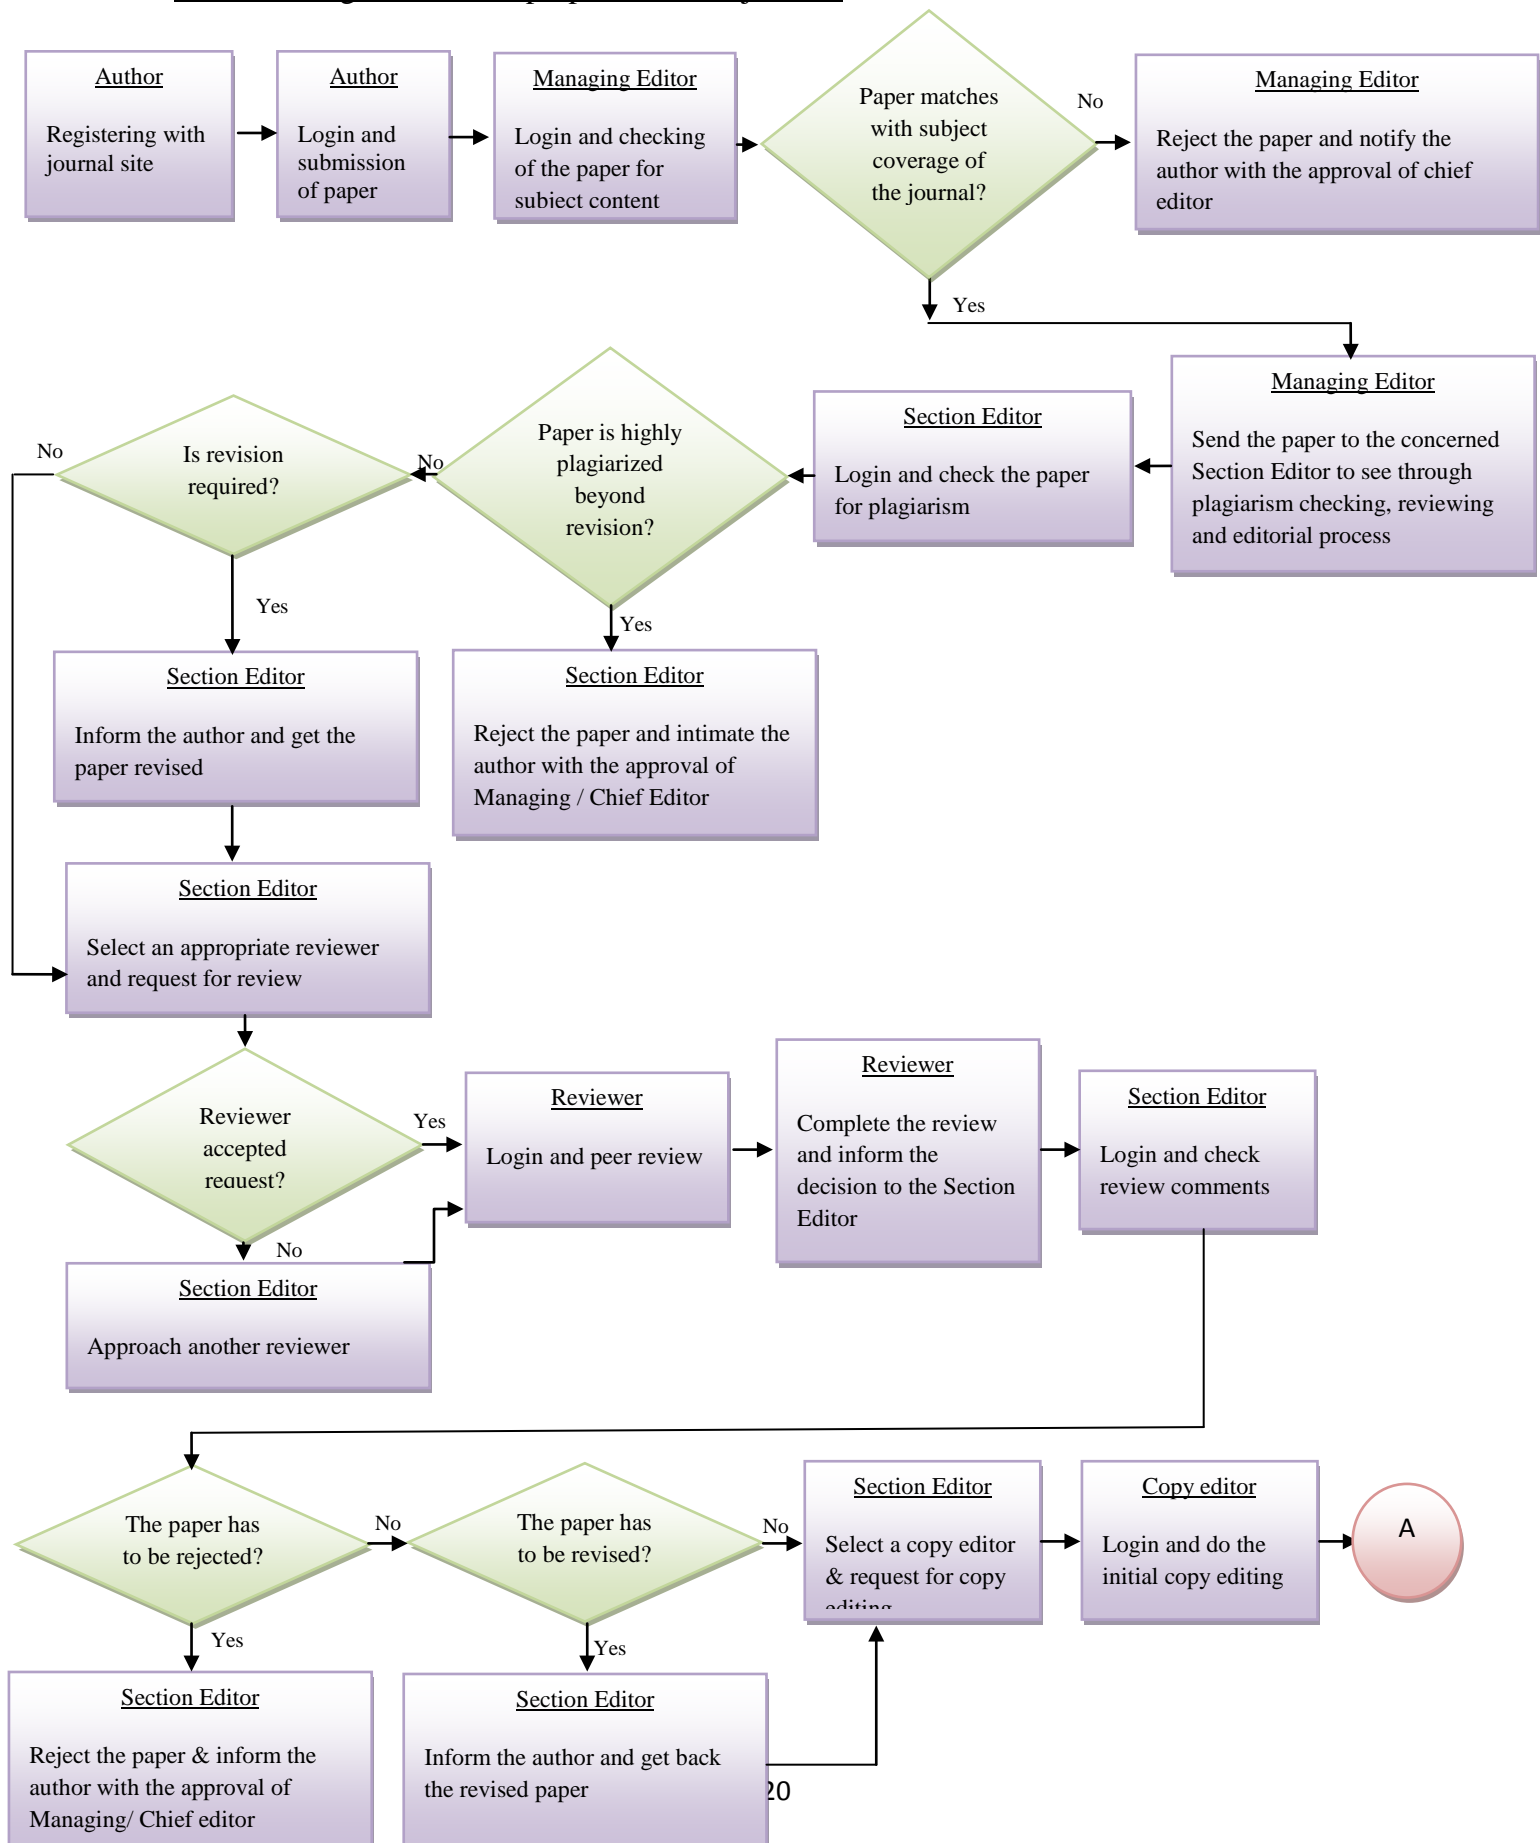 Author
Registering with
journal site
Author
Login and
submission
of paper
Managing Editor
Login and checking
of the paper for
subject content
Paper matches
with subject
coverage of
the journal?
No
Managing Editor
Reject the paper and notify the
author with the approval of chief
editor
Yes
Managing Editor
Send the paper to the concerned
Section Editor to see through
plagiarism checking, reviewing
and editorial process
Section Editor
Login and check the paper
for plagiarism
Paper is highly
plagiarized
beyond
revision?
No
Is revision
required?
No
Yes
Yes
Section Editor
Inform the author and get the
paper revised
Section Editor
Reject the paper and intimate the
author with the approval of
Managing / Chief Editor
Section Editor
Select an appropriate reviewer
and request for review
Reviewer
accepted
request?
Yes
No
Reviewer
Login and peer review
Reviewer
Complete the review
and inform the
decision to the Section
Editor
Section Editor
Login and check
review comments
Section Editor
Approach another reviewer
The paper has
to be rejected?
No
The paper has
to be revised?
No
Section Editor
Select a copy editor
& request for copy
editing
Copy editor
Login and do the
initial copy editing
A
Yes
Yes
Section Editor
Reject the paper & inform the
author with the approval of
Managing/ Chief editor
Section Editor
Inform the author and get back
the revised paper
20